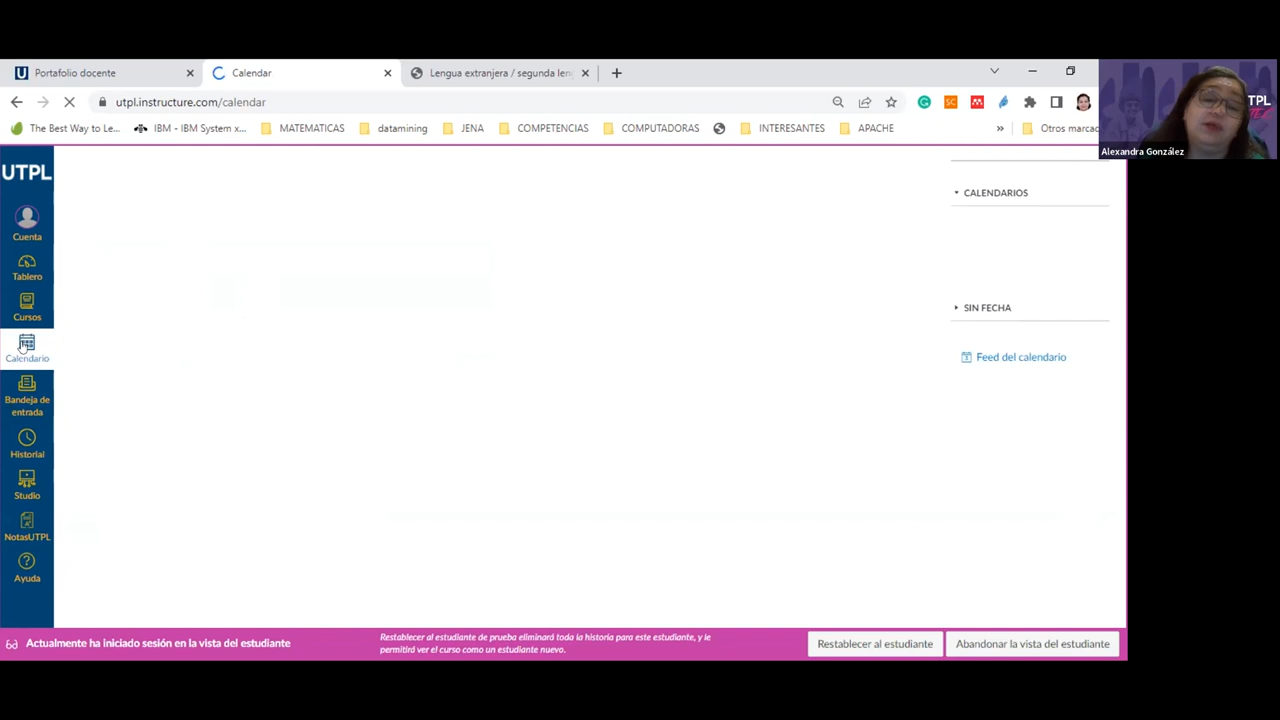 Portafolio docente
Calendar
Lengua extranjera / segunda len
utpl.instructure.com/calendar
The Best Way to Le...
IBM - IBM System x...
MATEMATICAS
datamining
JENA
COMPETENCIAS
COMPUTADORAS
INTERESANTES
APACHE
»
Otros marcad
TPL
Alexandra González
UTPL
Cuenta
Tablero
Cursos
Calendario
Bandeja de
entrada
Historial
Studio
NotasUTPL
Ayuda
CALENDARIOS
SIN FECHA
Feed del calendario
Actualmente ha iniciado sesión en la vista del estudiante
Restablecer al estudiante de prueba eliminará toda la historia para este estudiante, y le
permitirá ver el curso como un estudiante nuevo.
Restablecer al estudiante
Abandonar la vista del estudiante